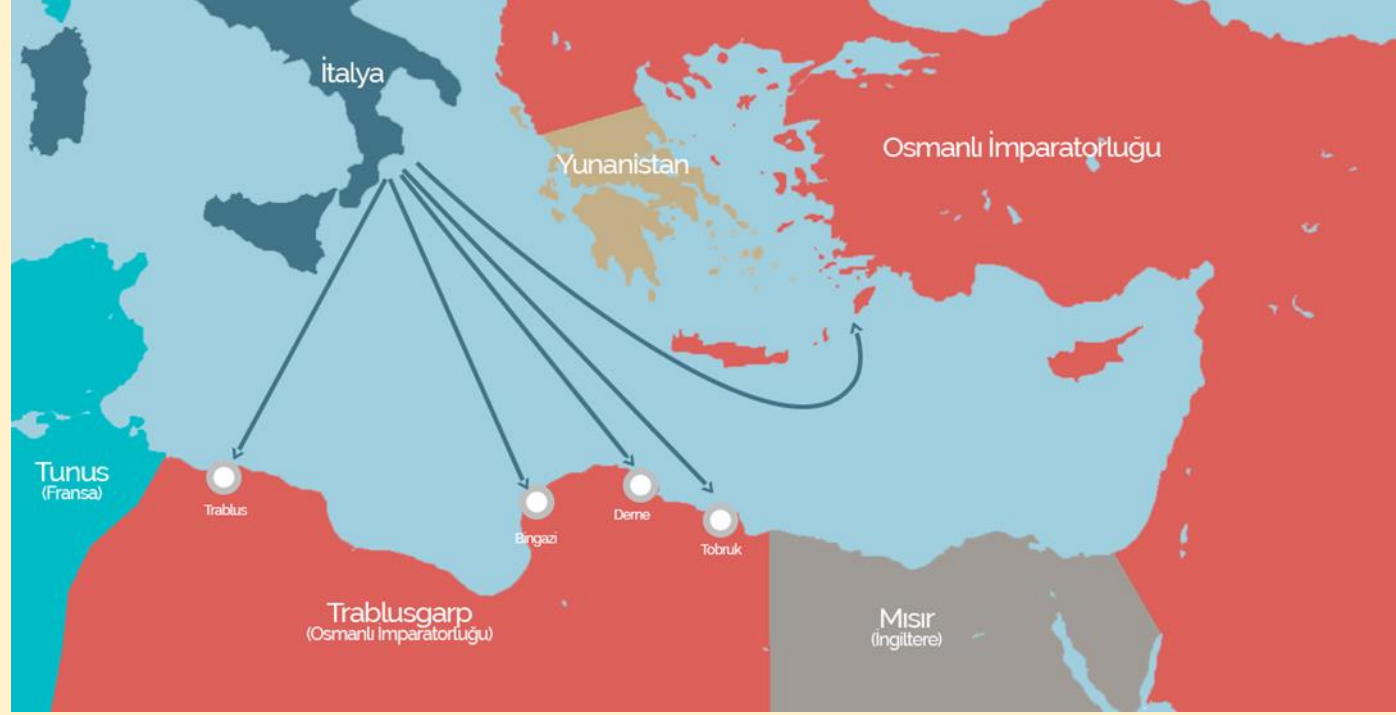 İtalya
Yunanistan
Osmanlı İmparatorluğu
Tunus
(Fransa)
Trablus
Bingazi
Derne
Tobruk
Trablusgarp
(Osmanlı İmparatorluğu)
Mısır
(İngiltere)